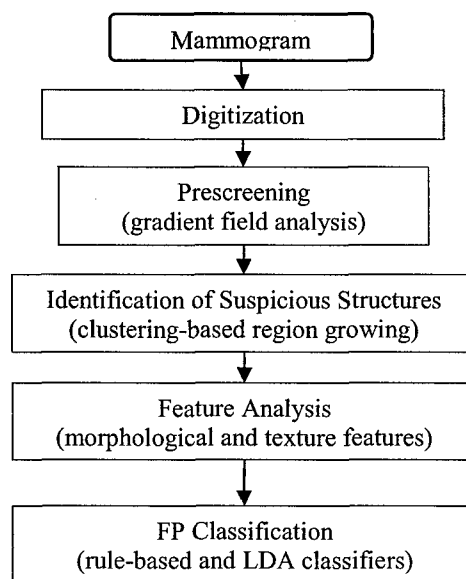 Mammogram
Digitization
Prescreening
(gradient field analysis)
Identification of Suspicious Structures
(clustering-based region growing)
Feature Analysis
(morphological and texture features)
FP Classification
(rule-based and LDA classifiers)